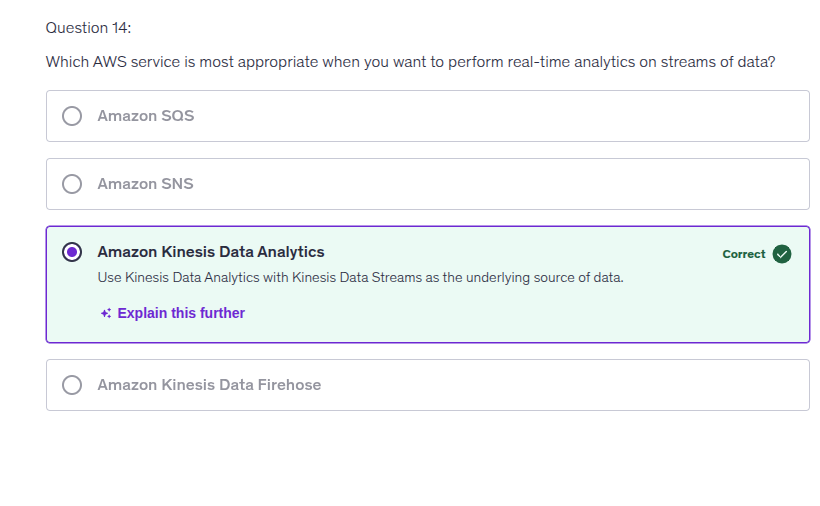 Question 14:
Which AWS service is most appropriate when you want to perform real-time analytics on streams of data?
Amazon SQS
Amazon SNS
Amazon Kinesis Data Analytics
Correct
Use Kinesis Data Analytics with Kinesis Data Streams as the underlying source of data.
Explain this further
Amazon Kinesis Data Firehose